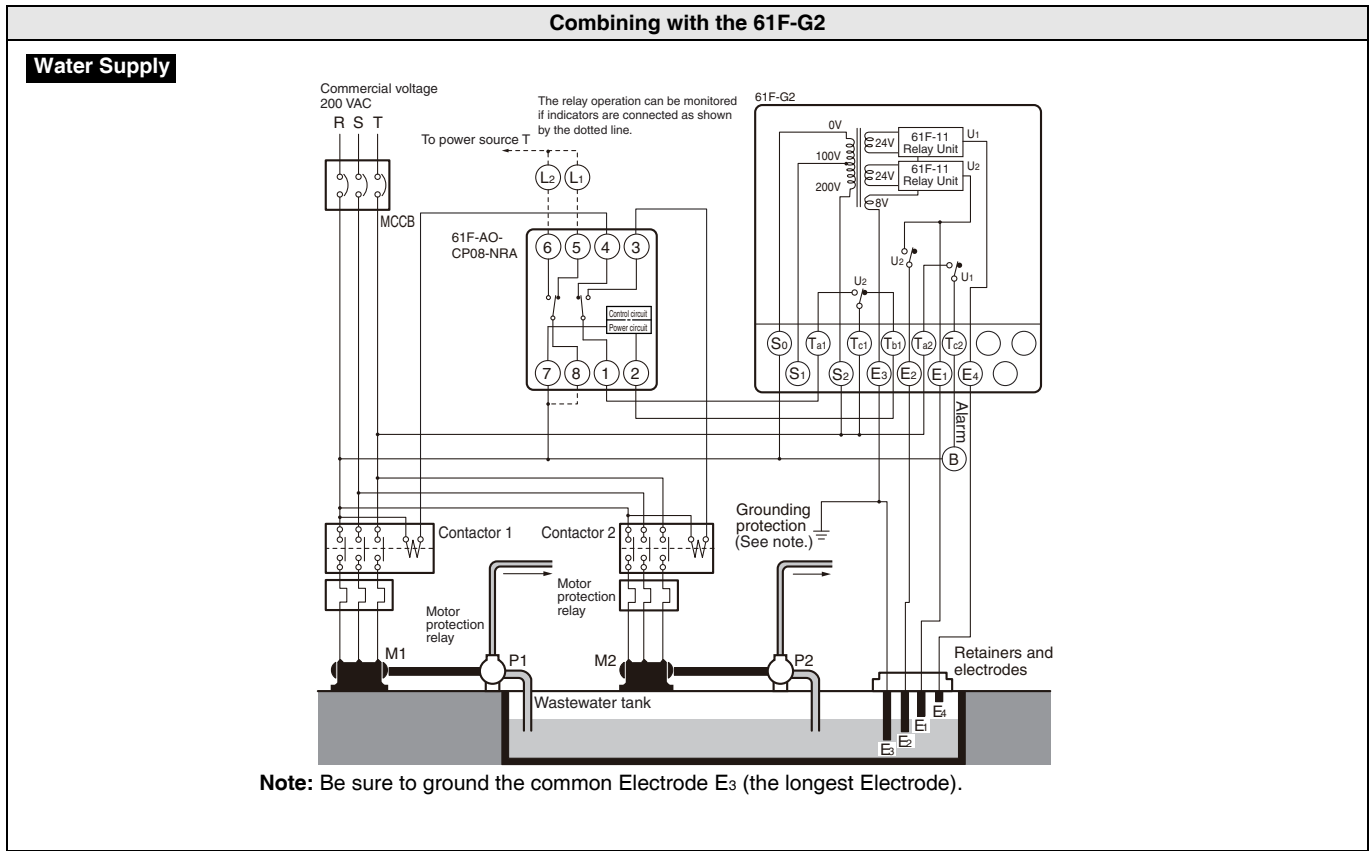 Combining with the 61F-G2
Water Supply
Commercial voltage
200 VAC
R S T
The relay operation can be monitored
if indicators are connected as shown
by the dotted line.
To power source T
L2 L1
MCCB
61F-AO-
CP08-NRA
6 5 4 3
Control circuit
Power circuit
7 8 1 2
61F-G2
0V
100V
200V
24V
61F-11
Relay Unit
U1
24V
61F-11
Relay Unit
U2
8V
U2
U1
U2
S0 Ta1 Tc1 Tb1 Ta2 Tc2
S1 S2 E3 E2 E1 E4
Alarm
B
Contactor 1
Contactor 2
Grounding
protection
(See note.)
Motor
protection
relay
Motor
protection
relay
M1
P1
M2
P2
Retainers and
electrodes
Wastewater tank
E3 E2 E1 E4
Note: Be sure to ground the common Electrode E3 (the longest Electrode).